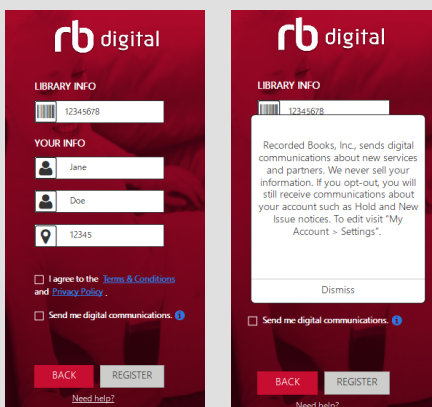 rb digital
LIBRARY INFO
12345678
YOUR INFO
Jane
Doe
12345
I agree to the Terms & Conditions
and Privacy Policy .
Send me digital communications.
BACK
REGISTER
Need help?
rb digital
LIBRARY INFO
12345678
Recorded Books, Inc., sends digital
communications about new services
and partners. We never sell your
information. If you opt-out, you will
still receive communications about
your account such as Hold and New
Issue notices. To edit visit "My
Account > Settings".
Dismiss
Send me digital communications.
BACK
REGISTER
Need help?